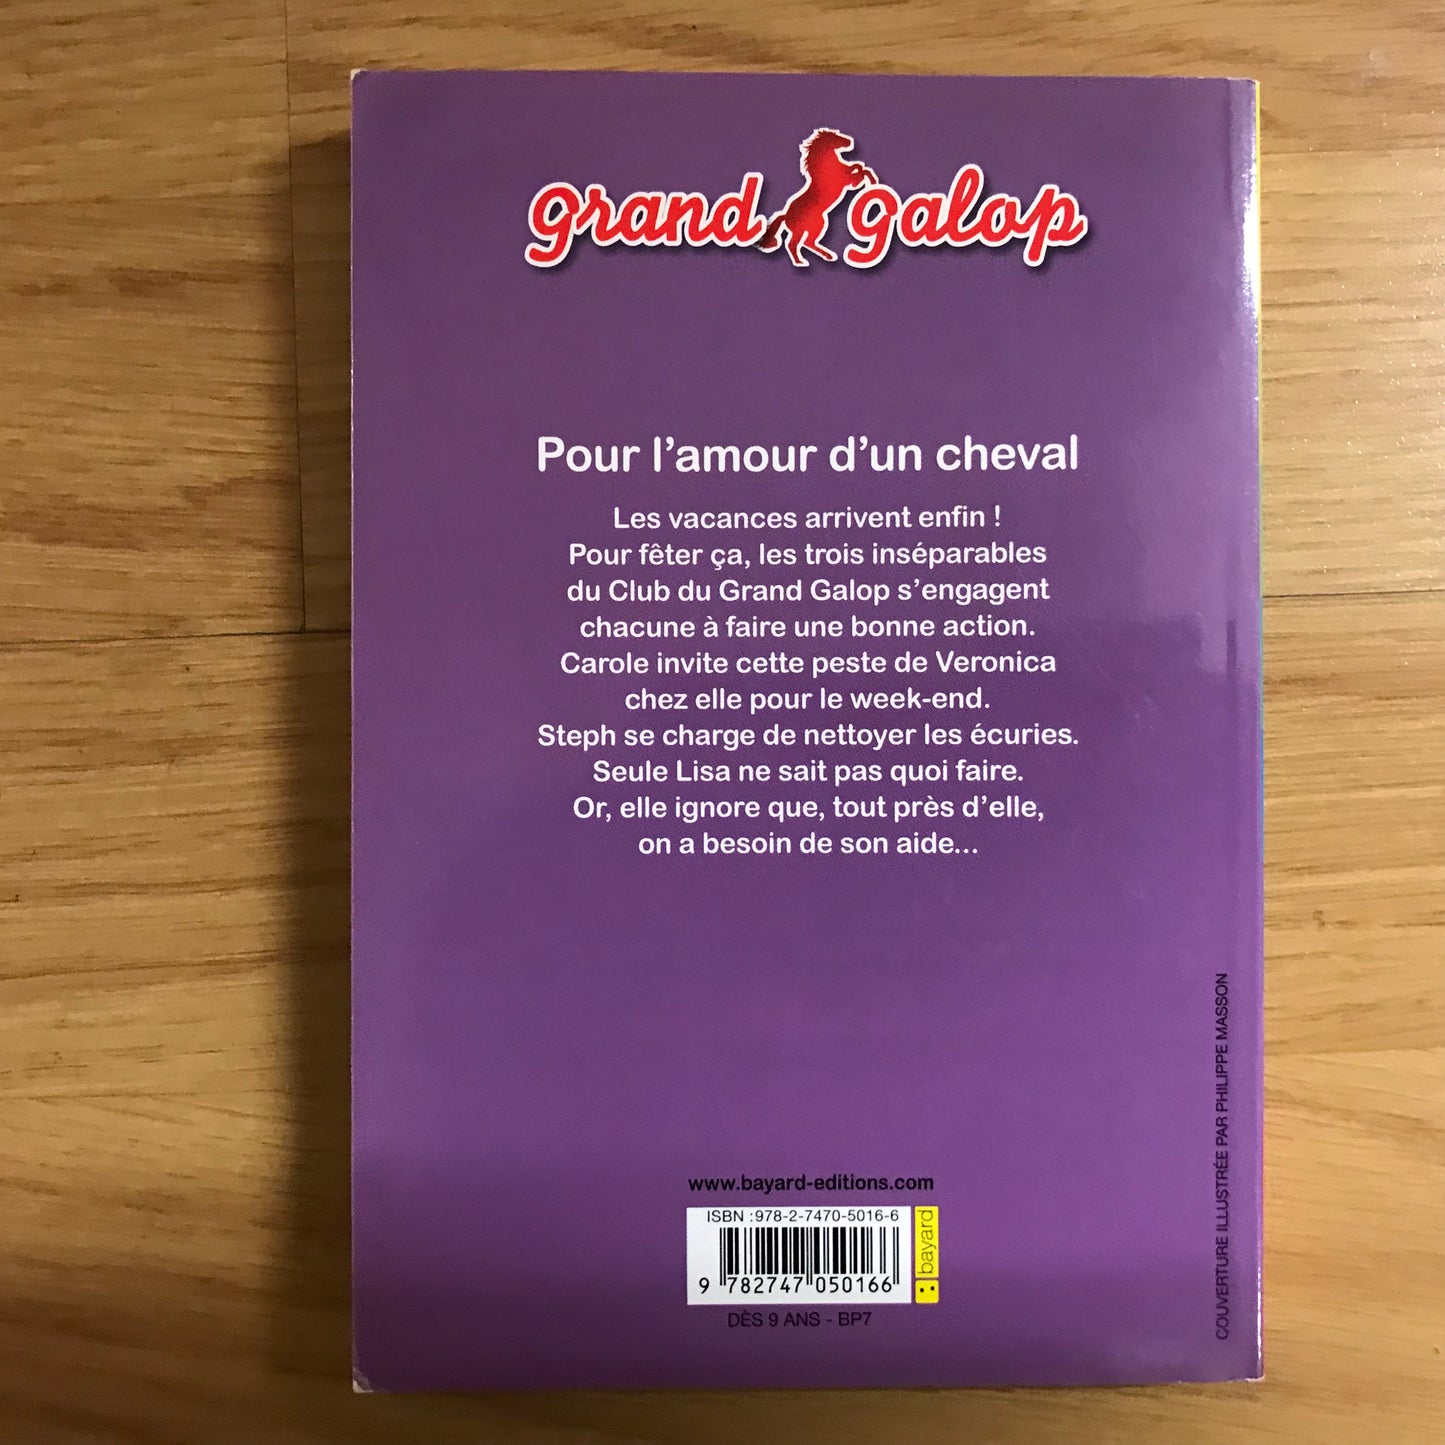 grand galop
Pour l'amour d'un cheval
Les vacances arrivent enfin !
Pour fêter ça, les trois inséparables
du Club du Grand Galop s'engagent
chacune à faire une bonne action.
Carole invite cette peste de Veronica
chez elle pour le week-end.
Steph se charge de nettoyer les écuries.
Seule Lisa ne sait pas quoi faire.
Or, elle ignore que, tout près d'elle,
on a besoin de son aide...
COUVERTURE ILLUSTRÉE PAR PHILIPPE MASSON
www.bayard-editions.com
ISBN :978-2-7470-5016-6
bayard
9 782747 050166
DÈS 9 ANS - BP7